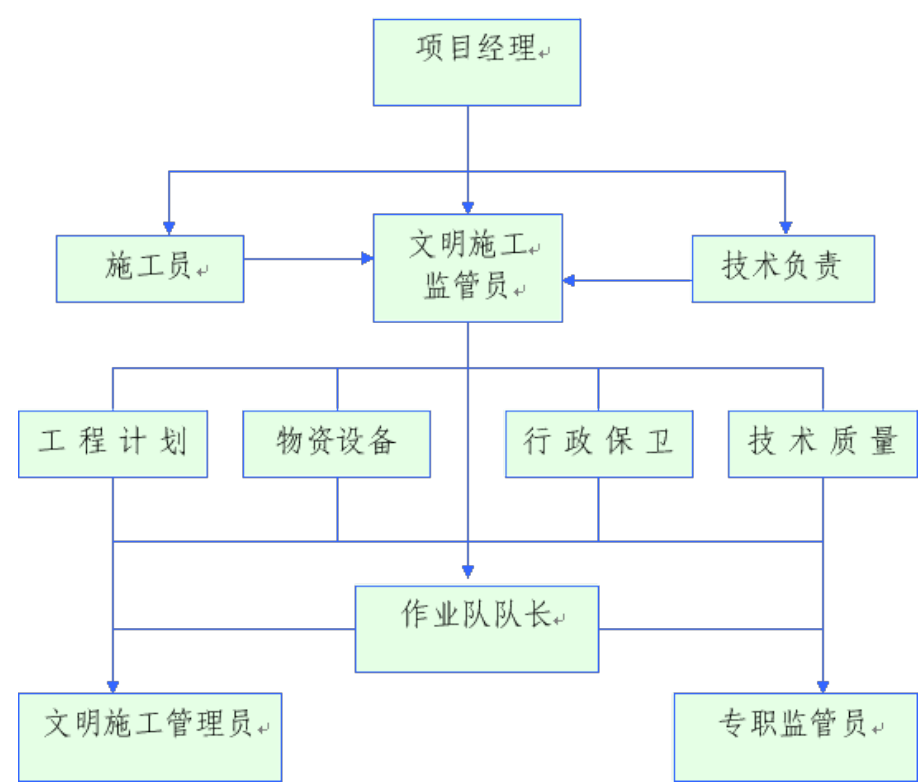 项目经理
施工员
文明施工
监管员
技术负责
工程计划
物资设备
行政保卫
技术质量
作业队队长
文明施工管理员
专职监管员